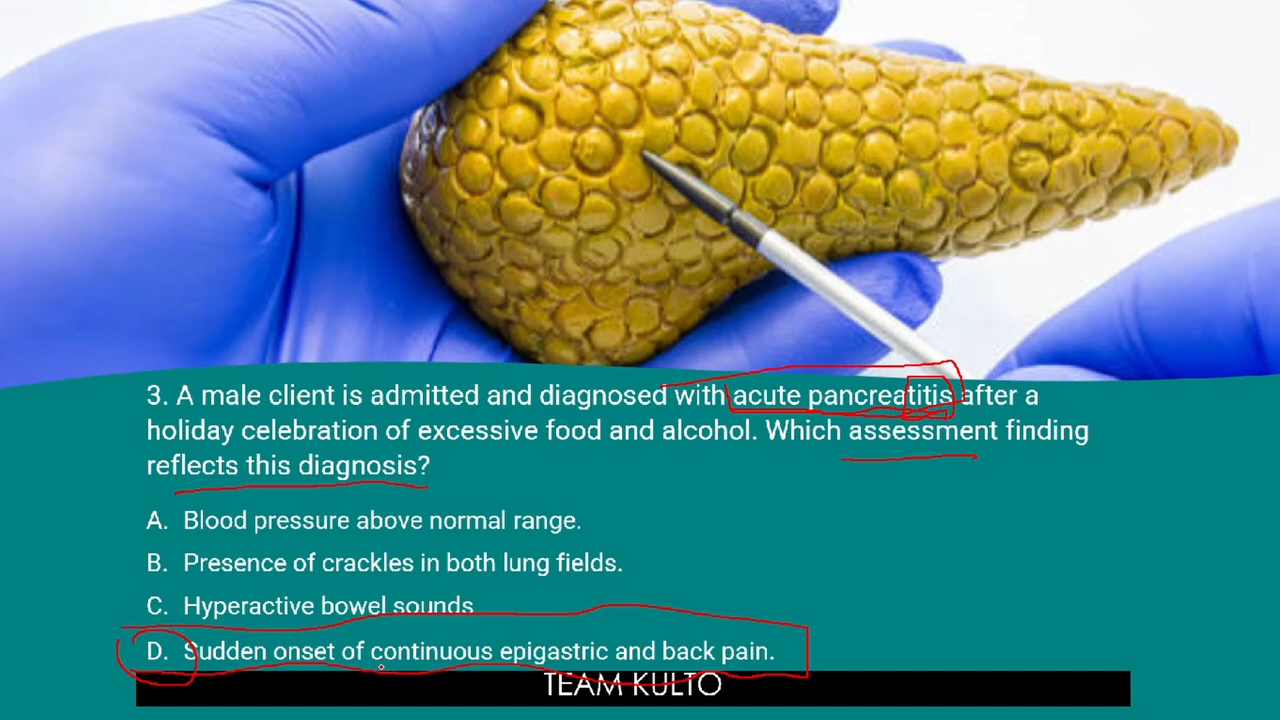 3. A male client is admitted and diagnosed with acute pancreatitis after a
holiday celebration of excessive food and alcohol. Which assessment finding
reflects this diagnosis?
A. Blood pressure above normal range.
B. Presence of crackles in both lung fields.
C. Hyperactive bowel sounds
D. Sudden onset of continuous epigastric and back pain.
TEAM KULTO